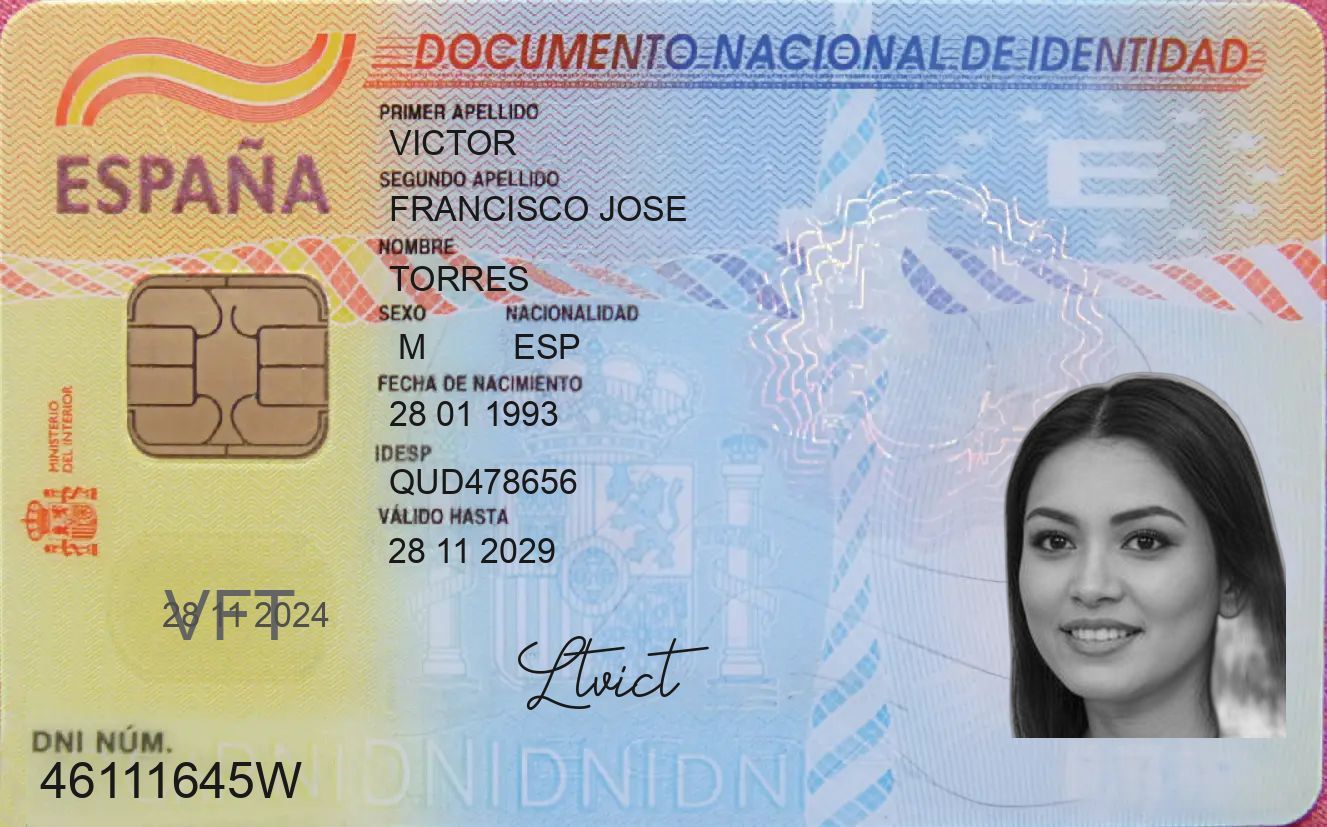 DOCUMENTO NACIONAL DE IDENTIDAD
ESPAÑA
PRIMER APELLIDO
VICTOR
SEGUNDO APELLIDO
FRANCISCO JOSE
NOMBRE
TORRES
SEXO NACIONALIDAD
M ESP
FECHA DE NACIMIENTO
28 01 1993
IDESP
QUD478656
VÁLIDO HASTA
28 11 2029
MINISTERIO
DEL INTERIOR
E
VFT
28 11 2024
Ltvict
DNI NÚM.
46111645W
DNIDNIDNIDNI